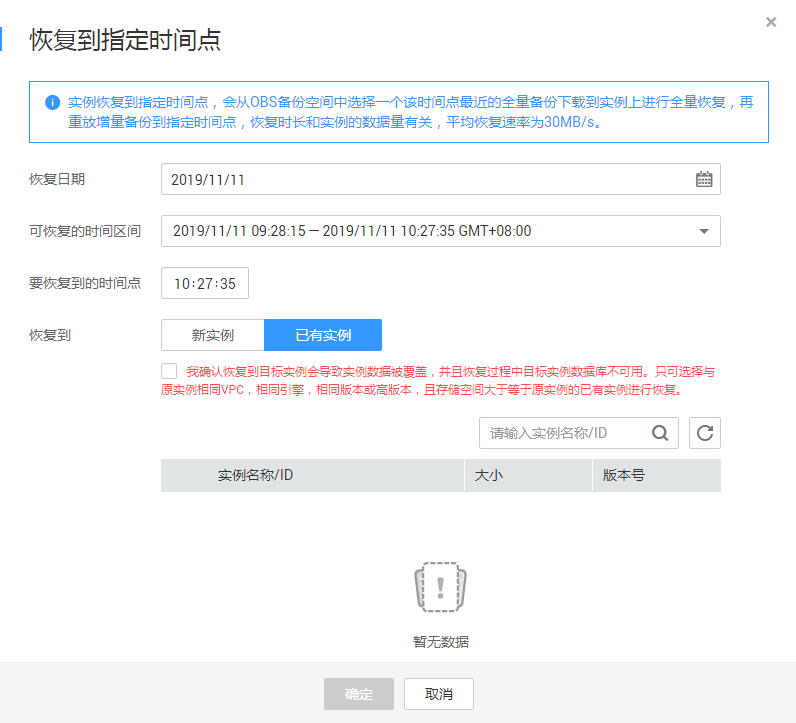 恢复到指定时间点
实例恢复到指定时间点，会从OBS备份空间中选择一个该时间点最近的全量备份下载到实例上进行全量恢复，再
重放增量备份到指定时间点，恢复时长和实例的数据量有关，平均恢复速率为30MB/s。
恢复日期 2019/11/11
可恢复的时间区间 2019/11/11 09:28:15 — 2019/11/11 10:27:35 GMT+08:00
要恢复到的时间点 10:27:35
恢复到 新实例 已有实例
我确认恢复到目标实例会导致实例数据被覆盖，并且恢复过程中目标实例数据库不可用。只可选择与
原实例相同VPC，相同引擎，相同版本或高版本，且存储空间大于等于原实例的已有实例进行恢复。
请输入实例名称/ID
实例名称/ID 大小 版本号
暂无数据
确定 取消